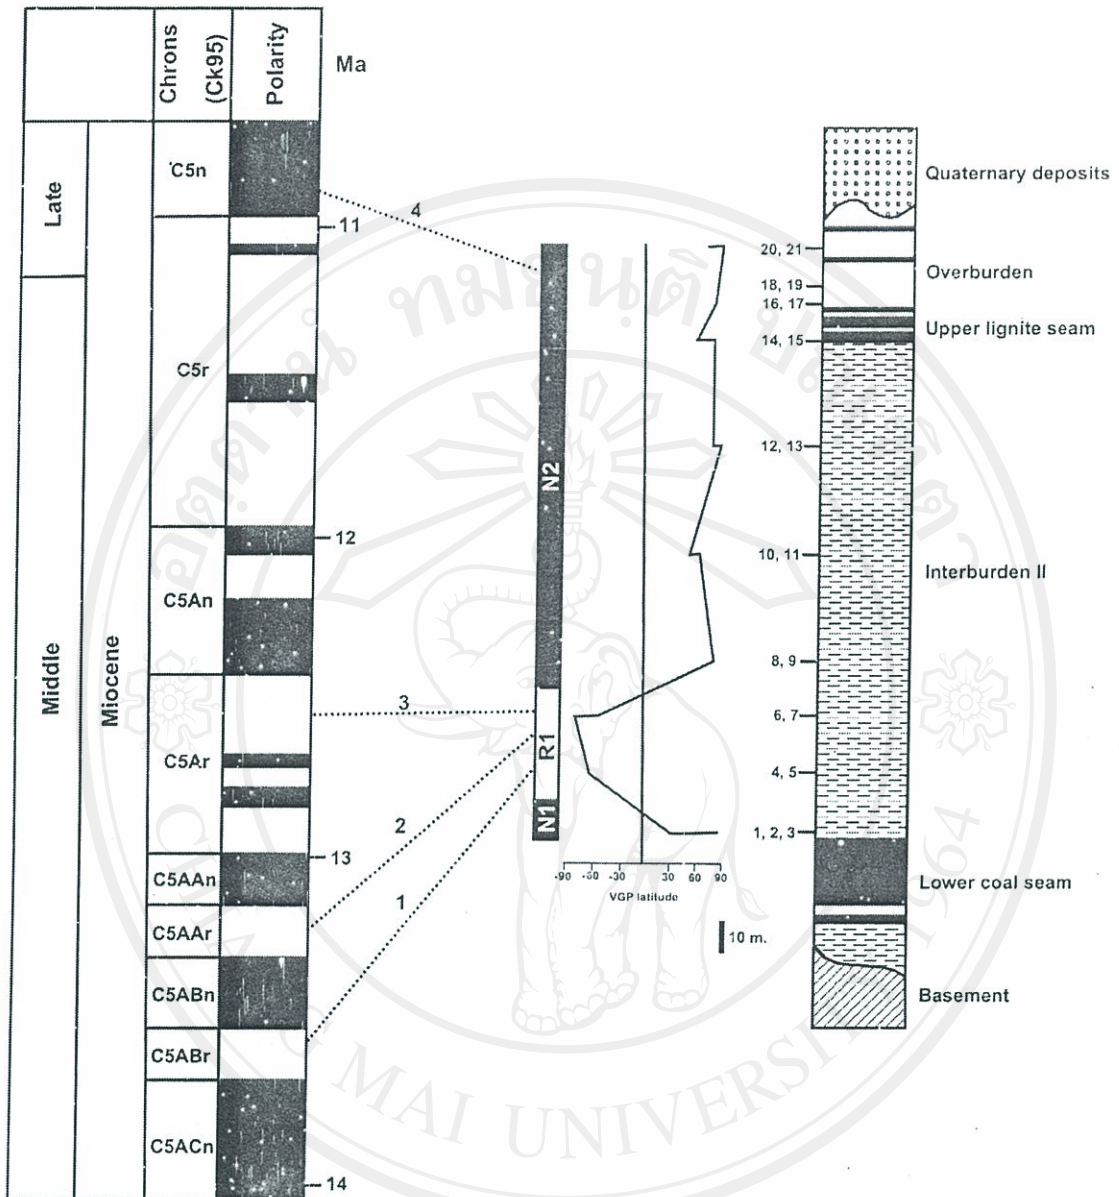 Chrons
(Ck95)
Polarity
Ma
Late
Middle
Miocene
C5n
C5r
C5An
C5Ar
C5AAn
C5AAr
C5ABn
C5ABr
C5ACn
11
12
13
14
4
3
2
1
N2
R1
N1
-90 -60 -30 30 60 90
VGP latitude
10 m.
20, 21
18, 19
16, 17
14, 15
12, 13
10, 11
8, 9
6, 7
4, 5
1, 2, 3
Quaternary deposits
Overburden
Upper lignite seam
Interburden II
Lower coal seam
Basement
MAI UNIVERSITY 1964